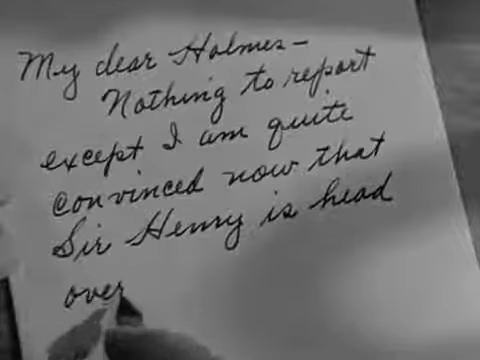 My dear Holmes—
Nothing to report
except I am quite
convinced now that
Sir Henry is head
over